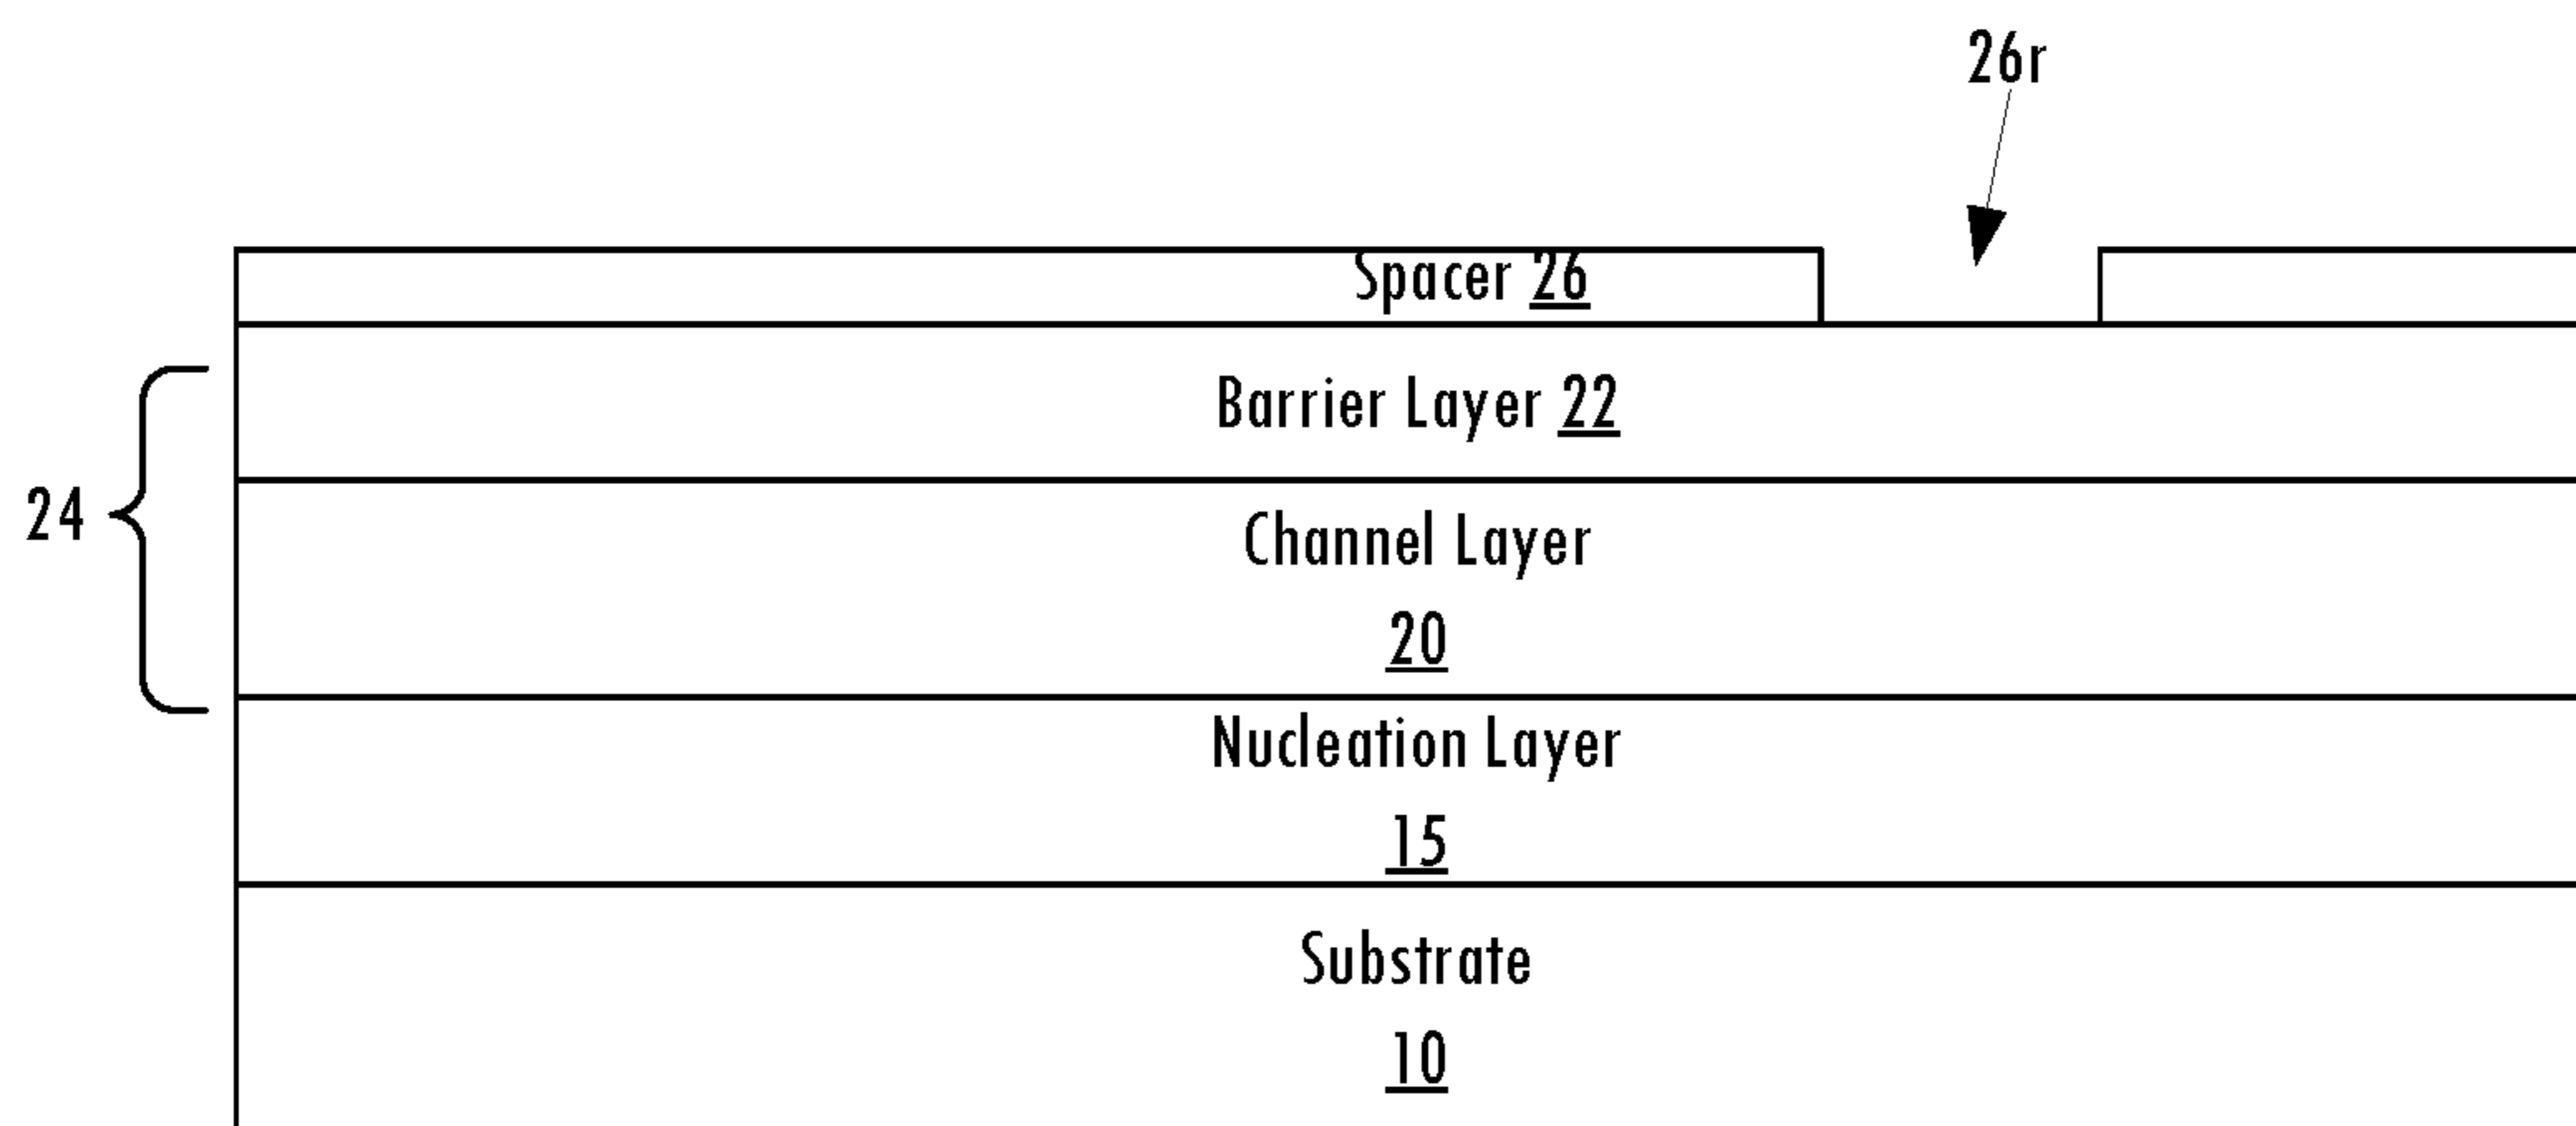 26r
Spacer 26
Barrier Layer 22
24
Channel Layer
20
Nucleation Layer
15
Substrate
10